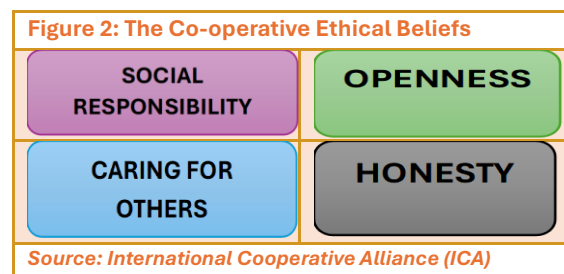 Figure 2: The Co-operative Ethical Beliefs
SOCIAL
RESPONSIBILITY
OPENNESS
CARING FOR
OTHERS
HONESTY
Source: International Cooperative Alliance (ICA)